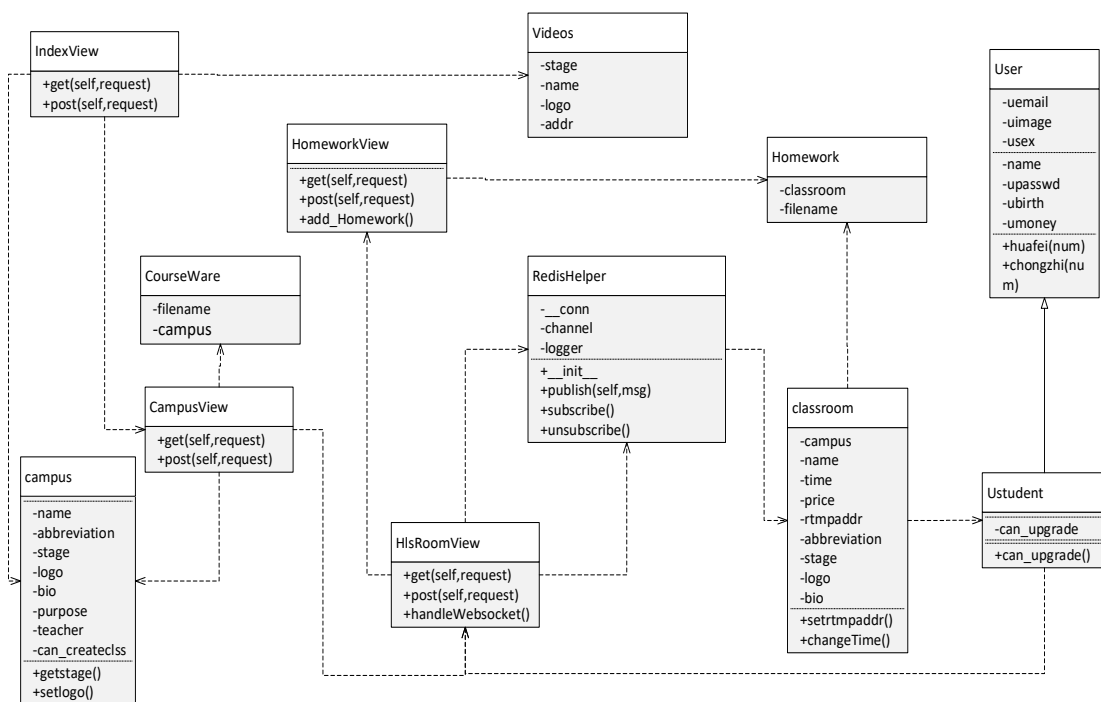 IndexView
+get(self,request)
+post(self,request)
Videos
-stage
-name
-logo
-addr
User
-uemail
-uimage
-usex
-name
-upasswd
-ubirth
-umoney
+huafei(num)
+chongzhi(nu
m)
HomeworkView
+get(self,request)
+post(self,request)
+add_Homework()
Homework
-classroom
-filename
CourseWare
-filename
-campus
RedisHelper
-__conn
-channel
-logger
+__init__
+publish(self,msg)
+subscribe()
+unsubscribe()
CampusView
+get(self,request)
+post(self,request)
classroom
-campus
-name
-time
-price
-rtmpaddr
-abbreviation
-stage
-logo
-bio
+setrtmpaddr()
+changeTime()
campus
-name
-abbreviation
-stage
-logo
-bio
-purpose
-teacher
-can_createclss
+getstage()
+setlogo()
Ustudent
-can_upgrade
+can_upgrade()
HlsRoomView
+get(self,request)
+post(self,request)
+handleWebsocket()